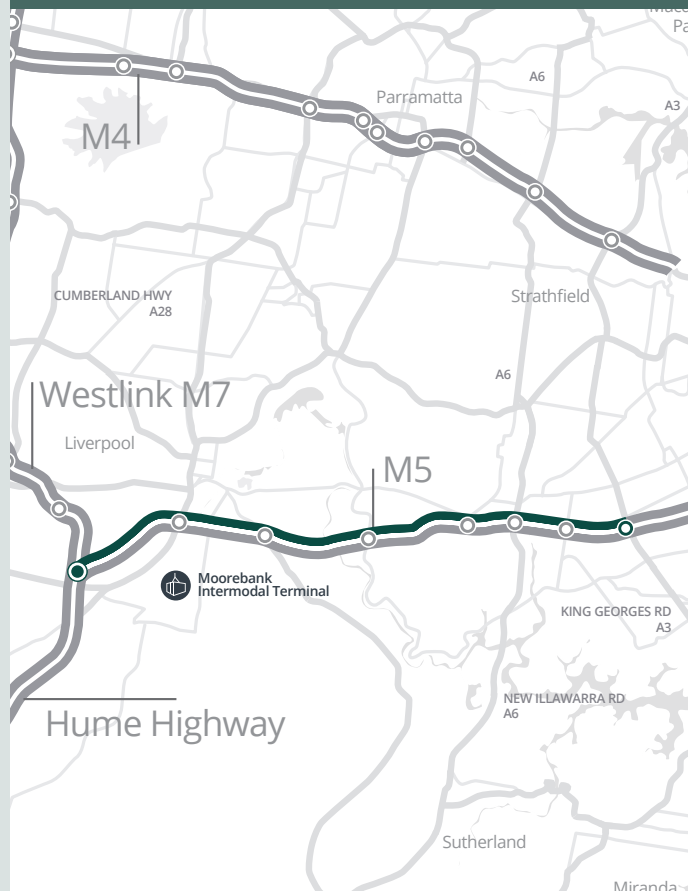 Pa
A6
Parramatta
A3
M4
CUMBERLAND HWY
A28
Strathfield
A6
Westlink M7
Liverpool
M5
Moorebank
Intermodal Terminal
KING GEORGES RD
A3
NEW ILLAWARRA RD
A6
Hume Highway
Sutherland
Miranda